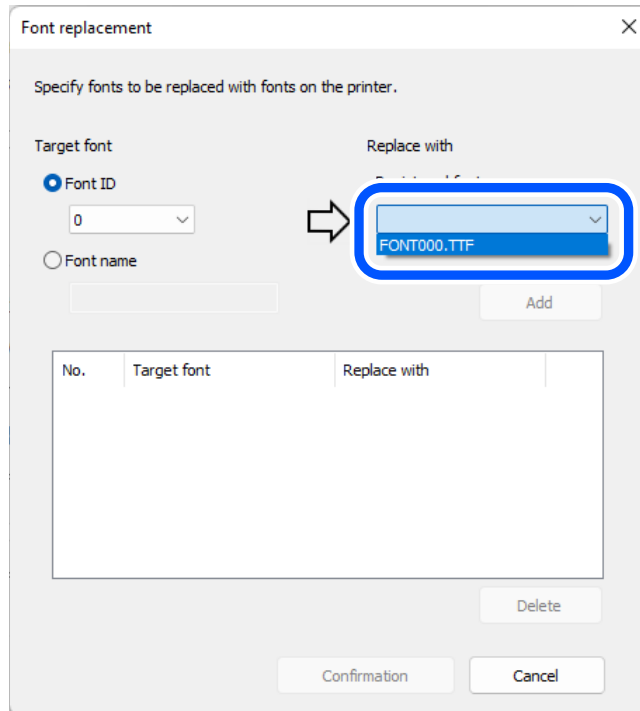 Font replacement
Specify fonts to be replaced with fonts on the printer.
Target font
Replace with
Font ID
0
FONT000.TTF
Font name
Add
No. Target font Replace with
Delete
Confirmation Cancel